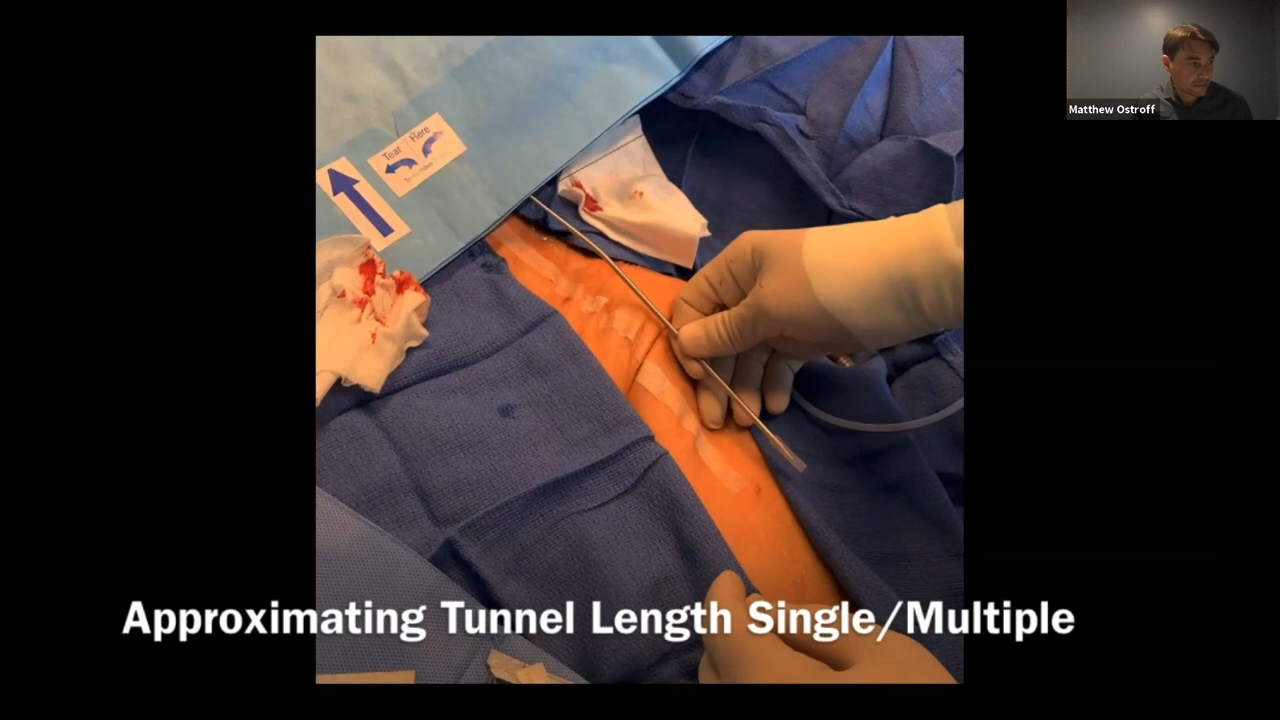 Matthew Ostroff
Tear Here
Approximating Tunnel Length Single/Multiple